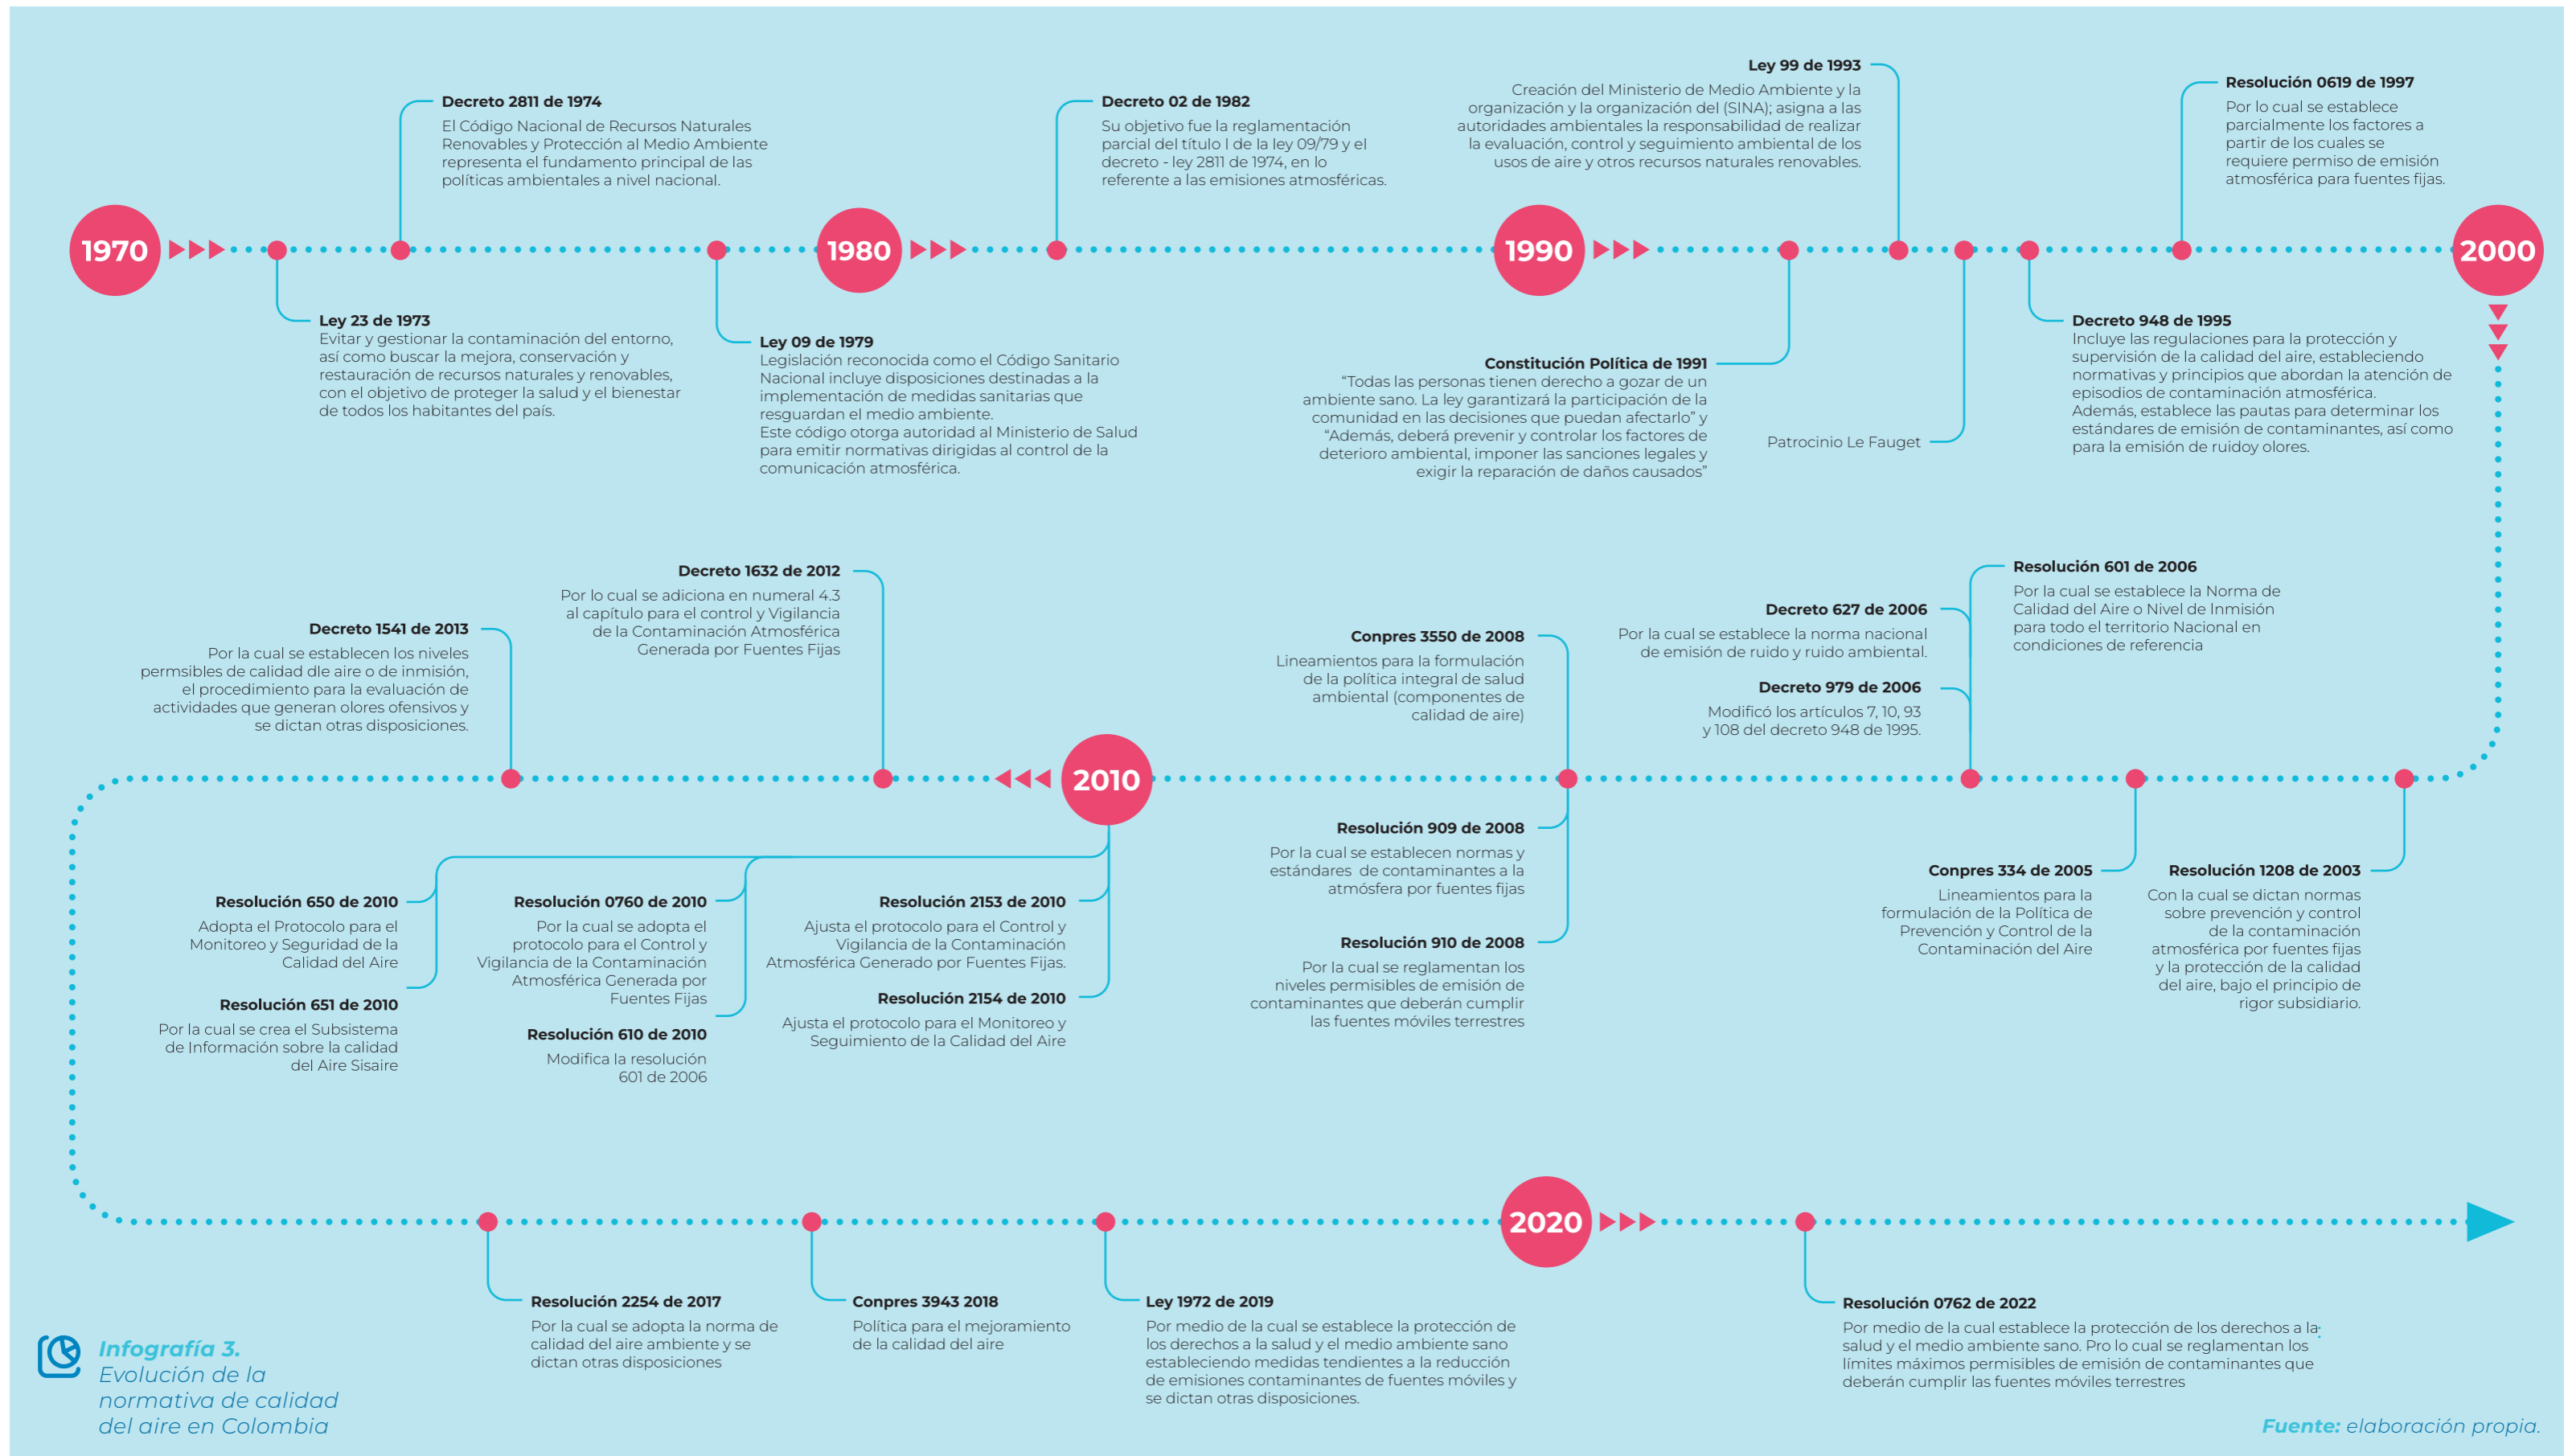 1970
Ley 23 de 1973
Evitar y gestionar la contaminación del entorno,
así como buscar la mejora, conservación y
restauración de recursos naturales y renovables,
con el objetivo de proteger la salud y el bienestar
de todos los habitantes del país.
Decreto 2811 de 1974
El Código Nacional de Recursos Naturales
Renovables y Protección al Medio Ambiente
representa el fundamento principal de las
políticas ambientales a nivel nacional.
Ley 09 de 1979
Legislación reconocida como el Código Sanitario
Nacional incluye disposiciones destinadas a la
implementación de medidas sanitarias que
resguardan el medio ambiente.
Este código otorga autoridad al Ministerio de Salud
para emitir normativas dirigidas al control de la
comunicación atmosférica.
1980
Decreto 02 de 1982
Su objetivo fue la reglamentación
parcial del título I de la ley 09/79 y el
decreto - ley 2811 de 1974, en lo
referente a las emisiones atmosféricas.
1990
Constitución Política de 1991
“Todas las personas tienen derecho a gozar de un
ambiente sano. La ley garantizará la participación de la
comunidad en las decisiones que puedan afectarlo” y
“Además, deberá prevenir y controlar los factores de
deterioro ambiental, imponer las sanciones legales y
exigir la reparación de daños causados”
Ley 99 de 1993
Creación del Ministerio de Medio Ambiente y la
organización y la organización del (SINA); asigna a las
autoridades ambientales la responsabilidad de realizar
la evaluación, control y seguimiento ambiental de los
usos de aire y otros recursos naturales renovables.
Patrocinio Le Fauget
Decreto 948 de 1995
Incluye las regulaciones para la protección y
supervisión de la calidad del aire, estableciendo
normativas y principios que abordan la atención de
episodios de contaminación atmosférica.
Además, establece las pautas para determinar los
estándares de emisión de contaminantes, así como
para la emisión de ruidoy olores.
Resolución 0619 de 1997
Por lo cual se establece
parcialmente los factores a
partir de los cuales se
requiere permiso de emisión
atmosférica para fuentes fijas.
2000
Resolución 1208 de 2003
Con la cual se dictan normas
sobre prevención y control
de la contaminación
atmosférica por fuentes fijas
y la protección de la calidad
del aire, bajo el principio de
rigor subsidiario.
Conpres 334 de 2005
Lineamientos para la
formulación de la Política de
Prevención y Control de la
Contaminación del Aire
Resolución 601 de 2006
Por la cual se establece la Norma de
Calidad del Aire o Nivel de Inmisión
para todo el territorio Nacional en
condiciones de referencia
Decreto 627 de 2006
Por la cual se establece la norma nacional
de emisión de ruido y ruido ambiental.
Decreto 979 de 2006
Modificó los artículos 7, 10, 93
y 108 del decreto 948 de 1995.
Conpres 3550 de 2008
Lineamientos para la formulación
de la política integral de salud
ambiental (componentes de
calidad de aire)
Resolución 909 de 2008
Por la cual se establecen normas y
estándares de contaminantes a la
atmósfera por fuentes fijas
Resolución 910 de 2008
Por la cual se reglamentan los
niveles permisibles de emisión de
contaminantes que deberán cumplir
las fuentes móviles terrestres
2010
Resolución 2153 de 2010
Ajusta el protocolo para el Control y
Vigilancia de la Contaminación
Atmosférica Generado por Fuentes Fijas.
Resolución 2154 de 2010
Ajusta el protocolo para el Monitoreo y
Seguimiento de la Calidad del Aire
Resolución 0760 de 2010
Por la cual se adopta el
protocolo para el Control y
Vigilancia de la Contaminación
Atmosférica Generada por
Fuentes Fijas
Resolución 610 de 2010
Modifica la resolución
601 de 2006
Resolución 650 de 2010
Adopta el Protocolo para el
Monitoreo y Seguridad de la
Calidad del Aire
Resolución 651 de 2010
Por la cual se crea el Subsistema
de Información sobre la calidad
del Aire Sisaire
Decreto 1632 de 2012
Por lo cual se adiciona en numeral 4.3
al capítulo para el control y Vigilancia
de la Contaminación Atmosférica
Generada por Fuentes Fijas
Decreto 1541 de 2013
Por la cual se establecen los niveles
permsibles de calidad dle aire o de inmisión,
el procedimiento para la evaluación de
actividades que generan olores ofensivos y
se dictan otras disposiciones.
Resolución 2254 de 2017
Por la cual se adopta la norma de
calidad del aire ambiente y se
dictan otras disposiciones
Conpres 3943 2018
Política para el mejoramiento
de la calidad del aire
Ley 1972 de 2019
Por medio de la cual se establece la protección de
los derechos a la salud y el medio ambiente sano
estableciendo medidas tendientes a la reducción
de emisiones contaminantes de fuentes móviles y
se dictan otras disposiciones.
2020
Resolución 0762 de 2022
Por medio de la cual establece la protección de los derechos a la:
salud y el medio ambiente sano. Pro lo cual se reglamentan los
límites máximos permisibles de emisión de contaminantes que
deberán cumplir las fuentes móviles terrestres
Infografía 3.
Evolución de la
normativa de calidad
del aire en Colombia
Fuente: elaboración propia.